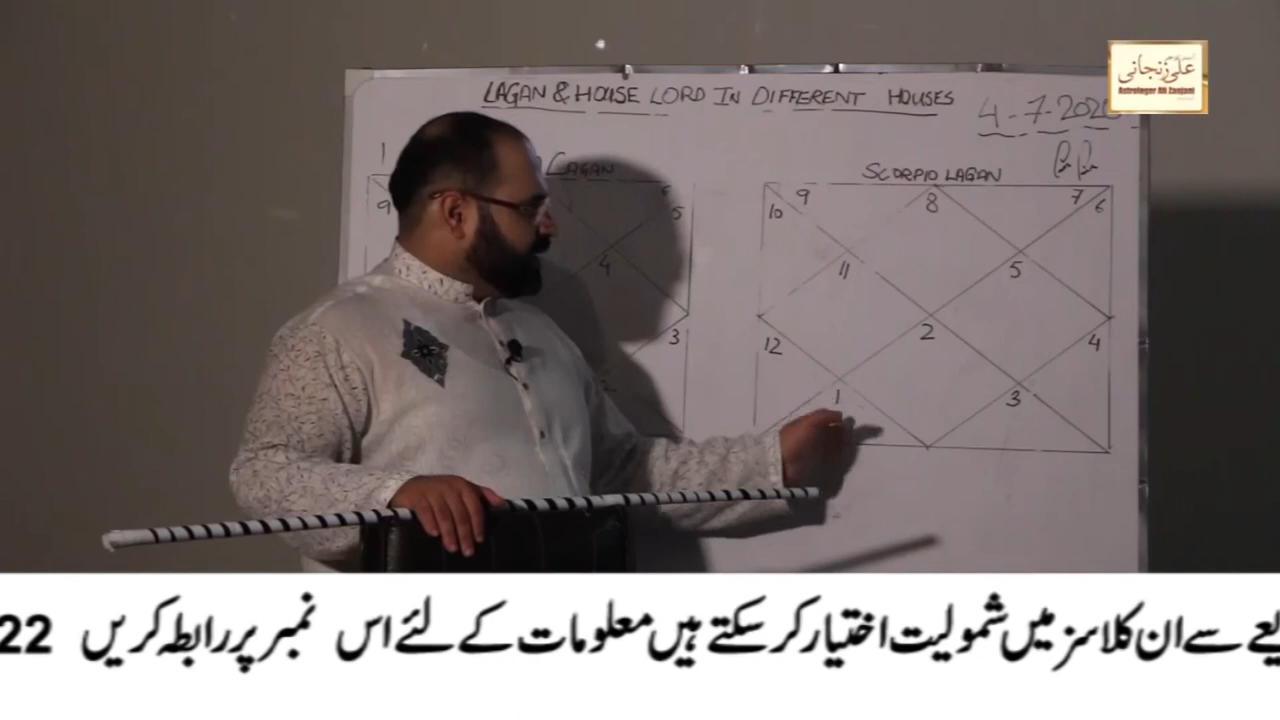 علی زنجانی
Astrologer Ali Zanjani
LAGAN & HOUSE LORD IN DIFFERENT HOUSES
4-7-2020
LAGAN
1
9
5
4
3
SCORPIO LAGAN
9 8 7
10 6
11 5
2
12 4
1 3
یعے سے ان کلاسز میں شمولیت اختیار کر سکتے ہیں معلومات کے لئے اس نمبر پر رابطہ کریں 22